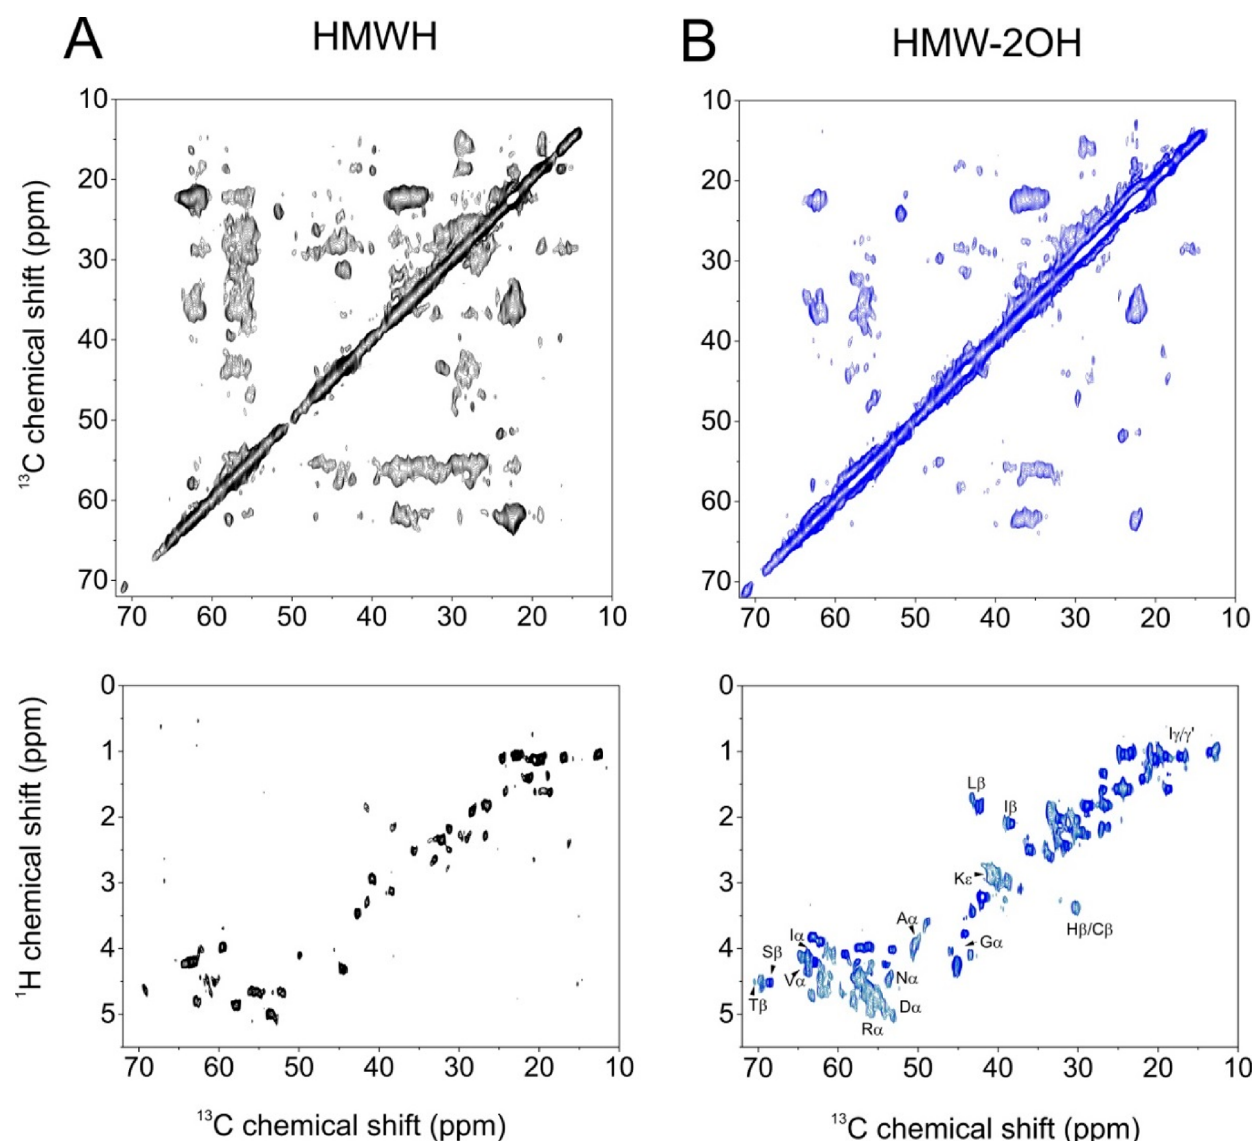 A HMWH
B HMW-2OH
10
20
30
40
50
60
70
¹³C chemical shift (ppm)
70 60 50 40 30 20 10
10
20
30
40
50
60
70
70 60 50 40 30 20 10
0
1
2
3
4
5
¹H chemical shift (ppm)
70 60 50 40 30 20 10
¹³C chemical shift (ppm)
0
1
2
3
4
5
Iγ/γ'
Lβ
Iβ
Kε
Hβ/Cβ
Aα
Gα
Iα
Sβ
Vα
Nα
Tβ
Dα
Rα
70 60 50 40 30 20 10
¹³C chemical shift (ppm)